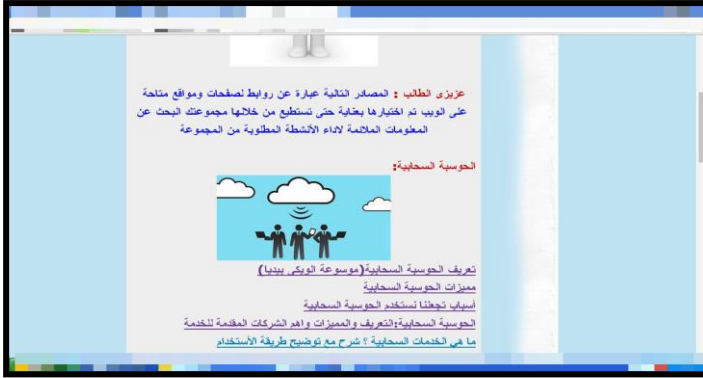 عزيزى الطالب : المصادر التالية عبارة عن روابط لصفحات ومواقع متاحة
على الويب تم اختيارها بعناية حتى تستطيع من خلالها مجموعتك البحث عن
المعلومات الملائمة لاداء الأنشطة المطلوبة من المجموعة
الحوسبة السحابية:
تعريف الحوسبة السحابية(موسوعة الويكى بيديا)
مميزات الحوسبة السحابية
أسباب تجعلنا نستخدم الحوسبة السحابية
الحوسبة السحابية:التعريف والمميزات واهم الشركات المقدمة للخدمة
ما هي الخدمات السحابية ؟ شرح مع توضيح طريقة الأستخدام